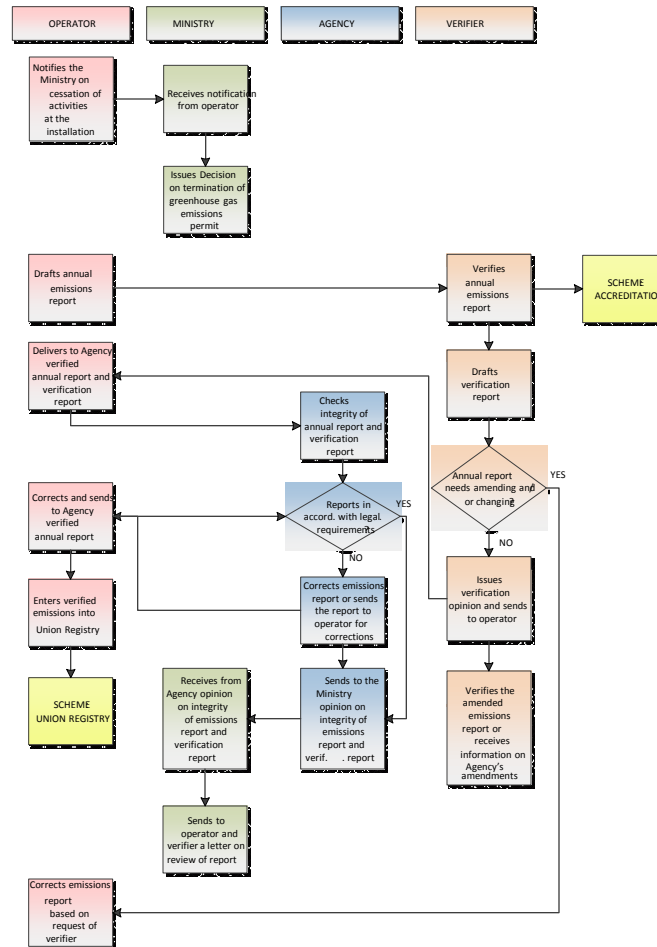 OPERATOR
MINISTRY
AGENCY
VERIFIER
Notifies the
Ministry on
cessation of
activities
at the
installation
Receives notification
from operator
Issues Decision
on termination of
greenhouse gas
emissions
permit
Drafts annual
emissions
report
Verifies
annual
emissions
report
SCHEME
ACCREDITATIO
Delivers to Agency
verified
annual report and
verification
report
Drafts
verification
report
Checks
integrity of
annual report and
verification
report
Annual report
needs amending and/
or changing?
YES
NO
Corrects and sends
to Agency
verified
annual report
Reports in
accord. with legal
requirements?
YES
NO
Enters verified
emissions into
Union Registry
Corrects emissions
report or sends
the report to
operator for
corrections
Issues
verification
opinion and sends
to operator
SCHEME
UNION REGISTRY
Receives from
Agency opinion
on integrity
of emissions
report and
verification
report
Sends to the
Ministry
opinion on
integrity of
emissions
report and
verif. . report
Verifies the
amended
emissions
report or
receives
information on
Agency's
amendments
Sends to
operator and
verifier a letter on
review of report
Corrects emissions
report
based on
request of
verifier